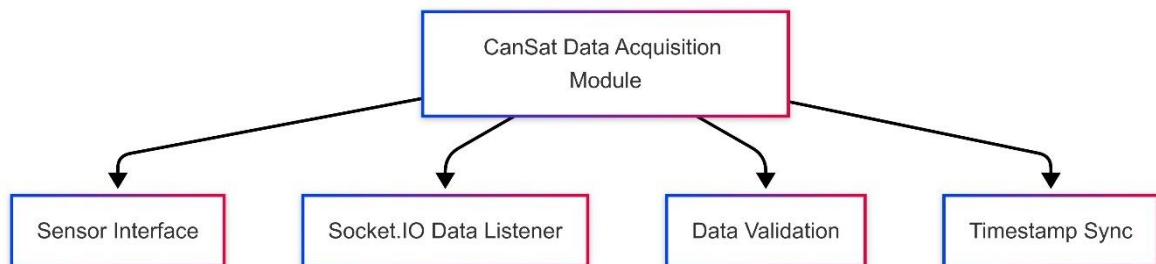 CanSat Data Acquisition
Module
Sensor Interface
Socket.IO Data Listener
Data Validation
Timestamp Sync